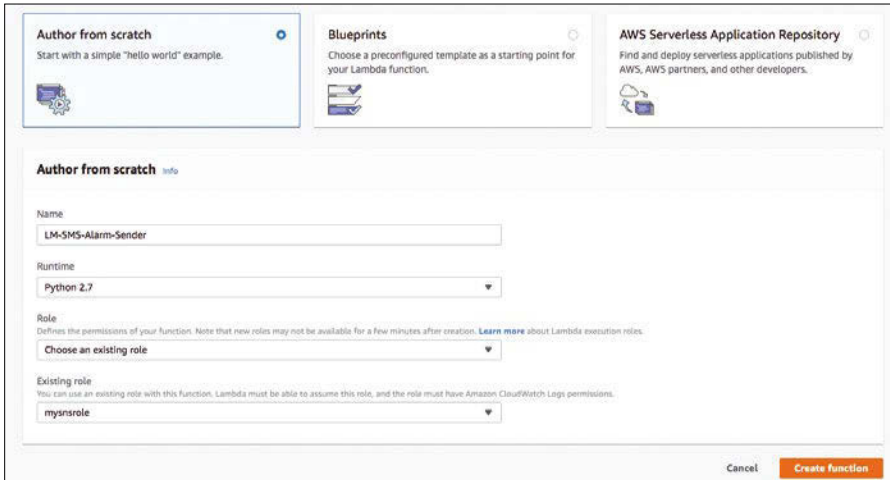 Author from scratch
Start with a simple "hello world" example.
Blueprints
Choose a preconfigured template as a starting point for
your Lambda function.
AWS Serverless Application Repository
Find and deploy serverless applications published by
AWS, AWS partners, and other developers.
Author from scratch Info
Name
LM-SMS-Alarm-Sender
Runtime
Python 2.7
Role
Defines the permissions of your function. Note that new roles may not be available for a few minutes after creation. Learn more about Lambda execution roles.
Choose an existing role
Existing role
You can use an existing role with this function. Lambda must be able to assume this role, and the role must have Amazon CloudWatch Logs permissions.
mysnsrole
Cancel Create function